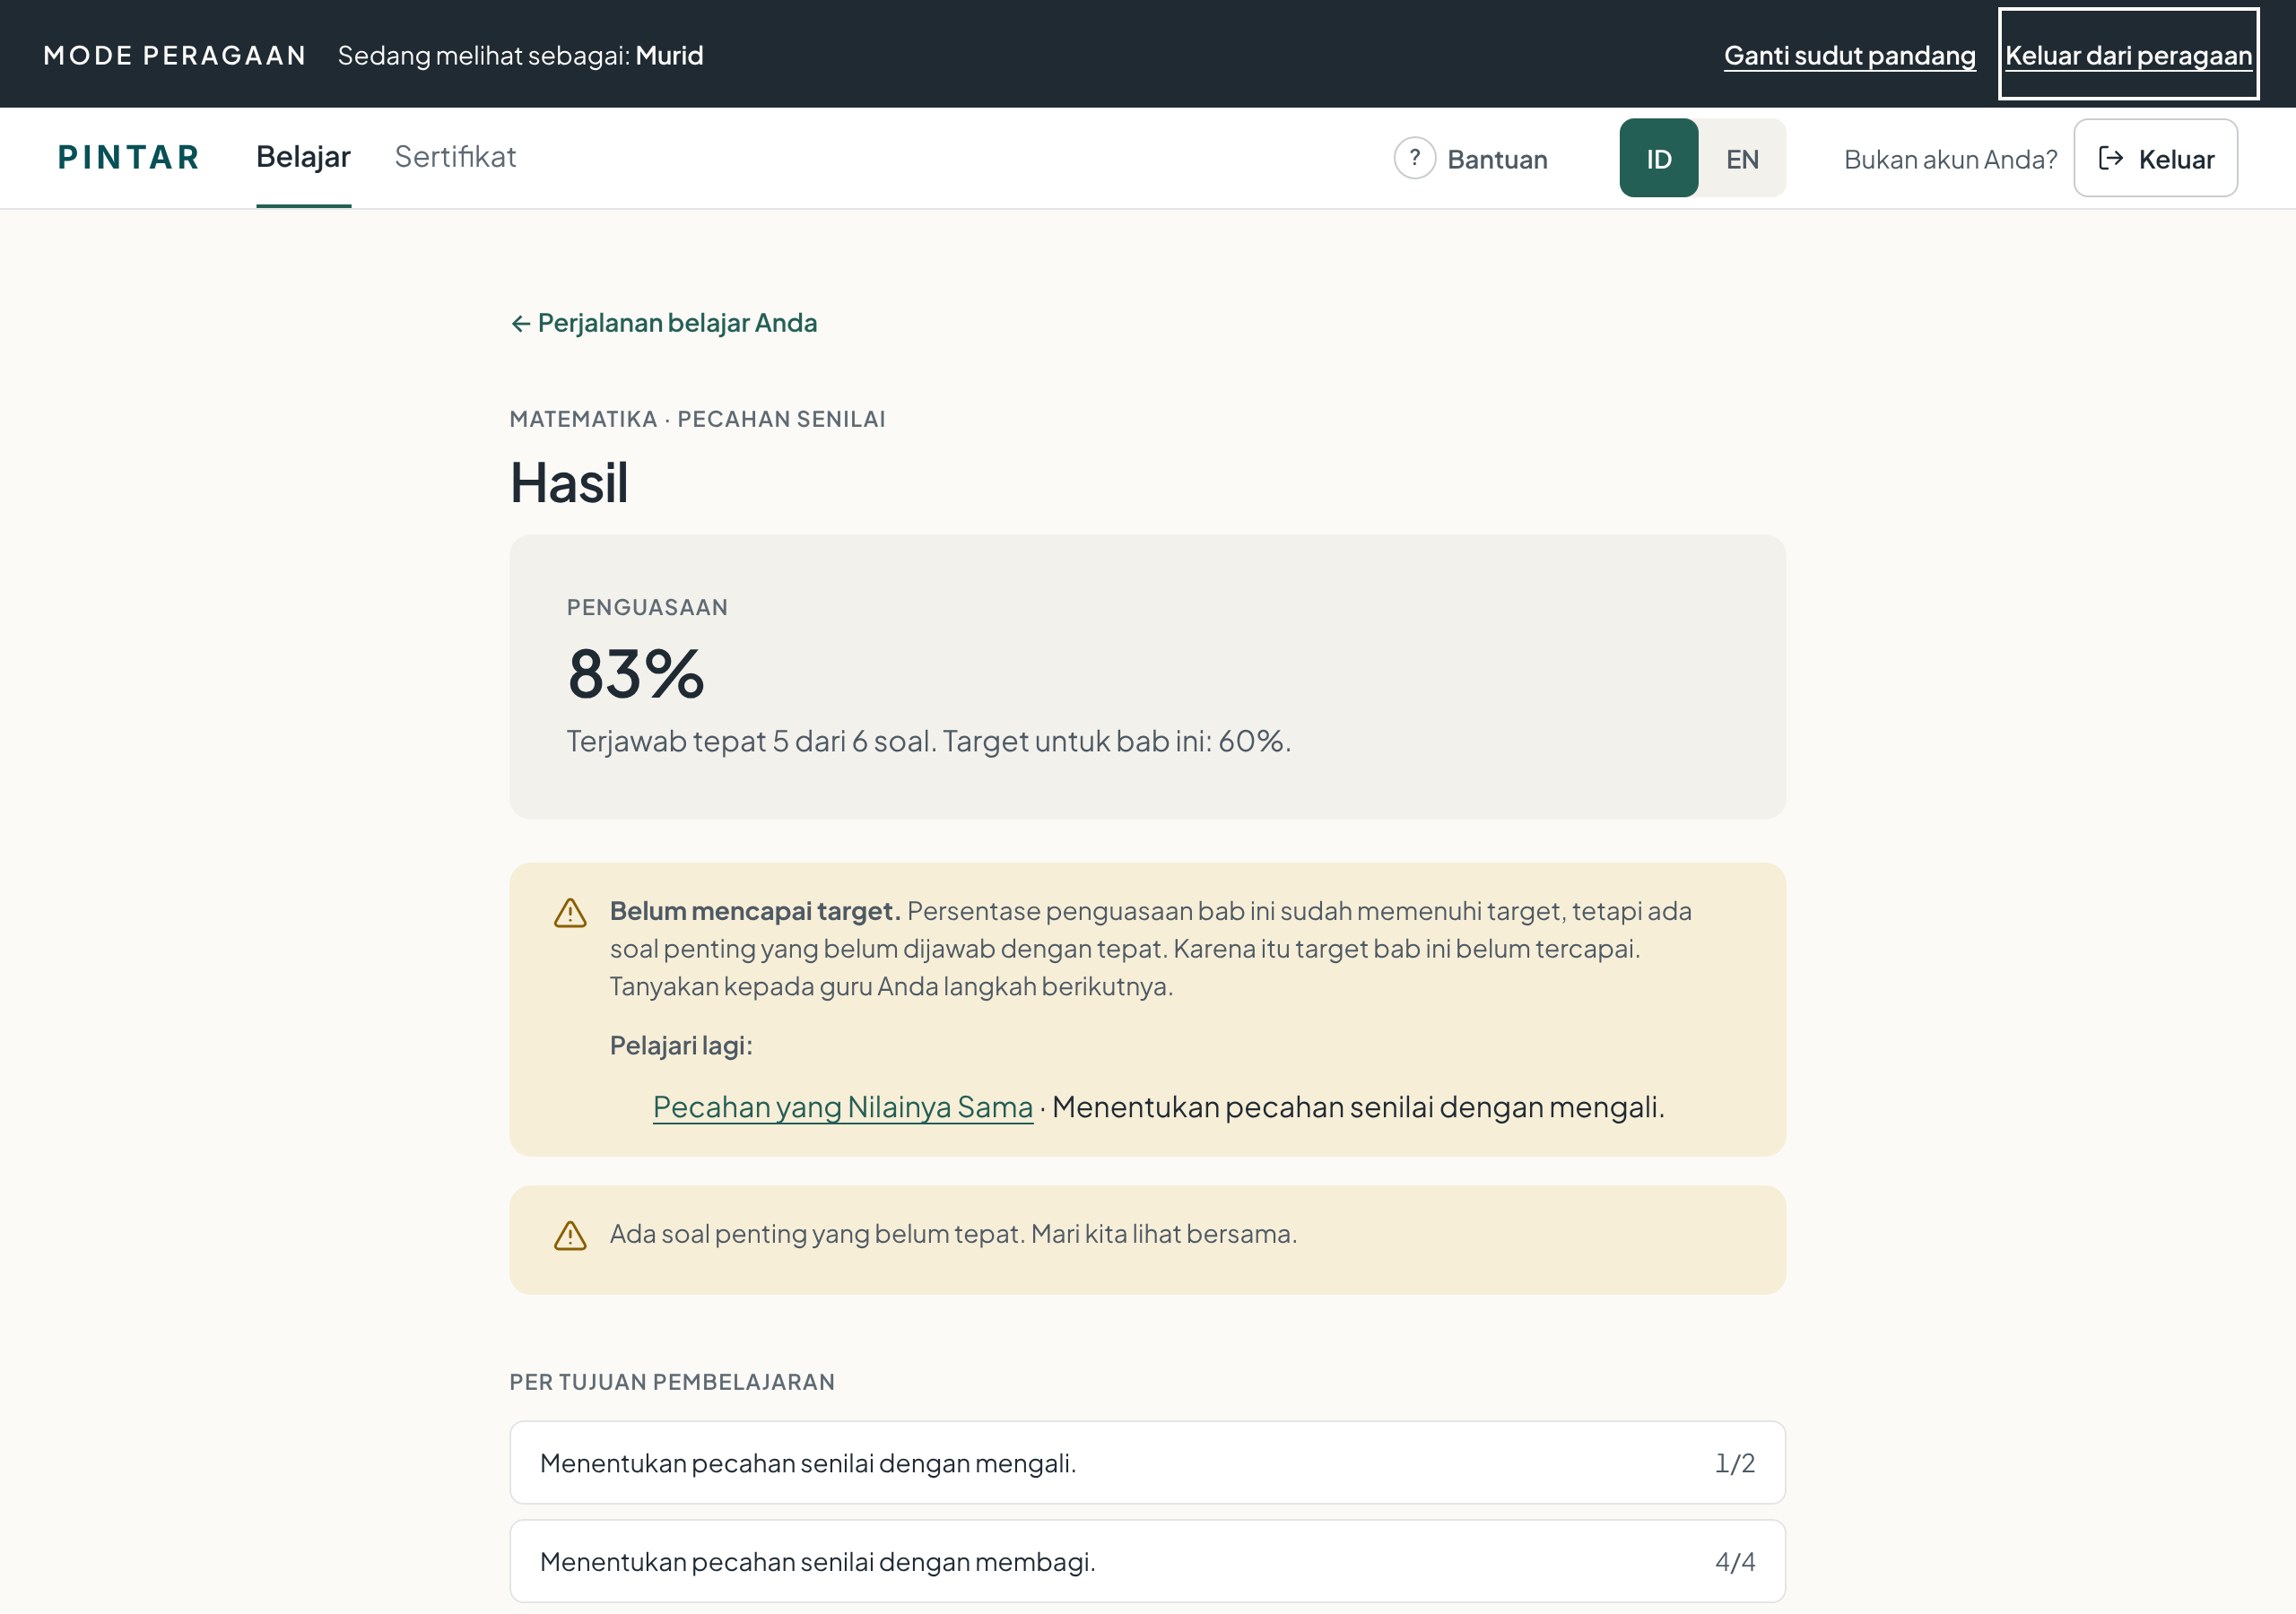 MODE PERAGAAN Sedang melihat sebagai: Murid Ganti sudut pandang Keluar dari peragaan
PINTAR Belajar Sertifikat ? Bantuan ID EN Bukan akun Anda? Keluar
← Perjalanan belajar Anda
MATEMATIKA · PECAHAN SENILAI
Hasil
PENGUASAAN
83%
Terjawab tepat 5 dari 6 soal. Target untuk bab ini: 60%.
Belum mencapai target. Persentase penguasaan bab ini sudah memenuhi target, tetapi ada
soal penting yang belum dijawab dengan tepat. Karena itu target bab ini belum tercapai.
Tanyakan kepada guru Anda langkah berikutnya.
Pelajari lagi:
Pecahan yang Nilainya Sama · Menentukan pecahan senilai dengan mengali.
Ada soal penting yang belum tepat. Mari kita lihat bersama.
PER TUJUAN PEMBELAJARAN
Menentukan pecahan senilai dengan mengali. 1/2
Menentukan pecahan senilai dengan membagi. 4/4